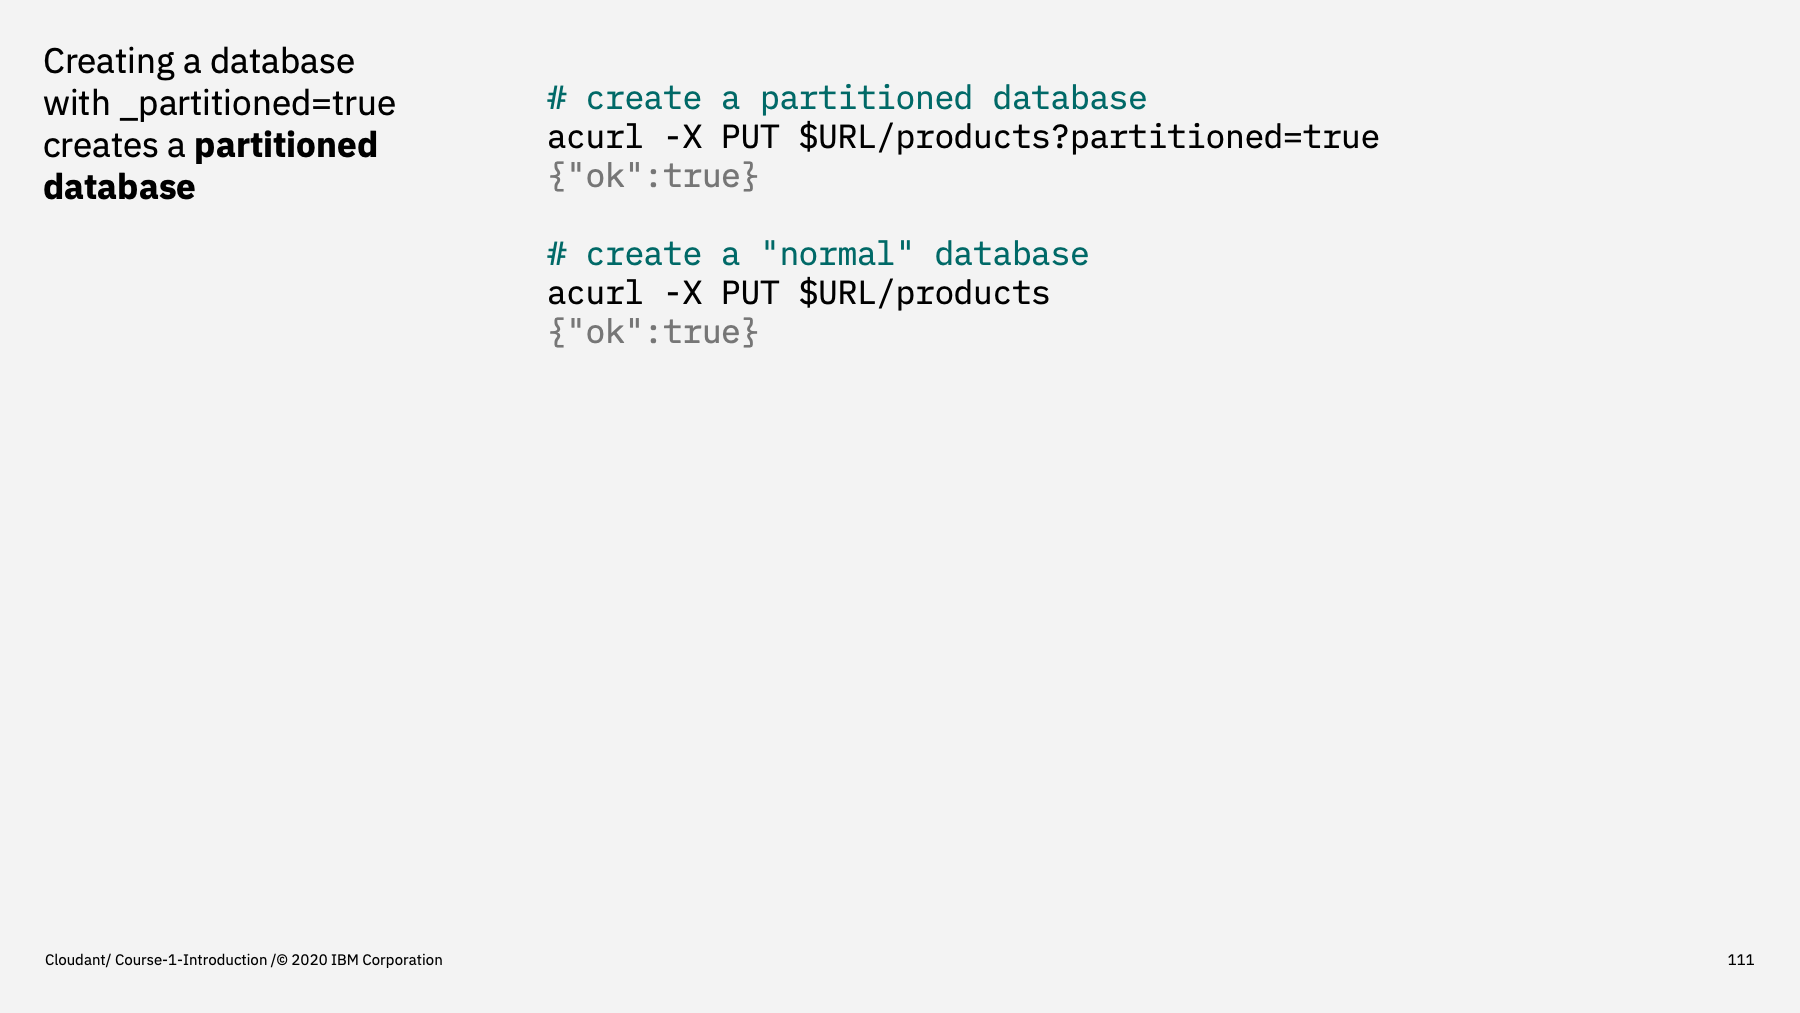 Creating a database
with _partitioned=true
creates a partitioned
database
# create a partitioned database
acurl -X PUT $URL/products?partitioned=true
{"ok":true}
# create a "normal" database
acurl -X PUT $URL/products
{"ok":true}
Cloudant/ Course-1-Introduction /© 2020 IBM Corporation
111